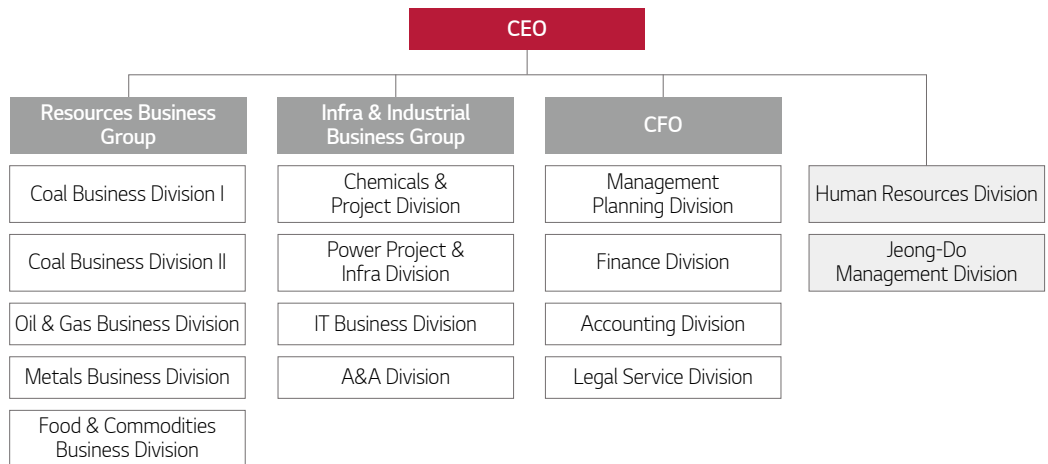 CEO
Resources Business
Group
Coal Business Division I
Coal Business Division II
Oil & Gas Business Division
Metals Business Division
Food & Commodities
Business Division
Infra & Industrial
Business Group
Chemicals &
Project Division
Power Project &
Infra Division
IT Business Division
A&A Division
CFO
Management
Planning Division
Finance Division
Accounting Division
Legal Service Division
Human Resources Division
Jeong-Do
Management Division